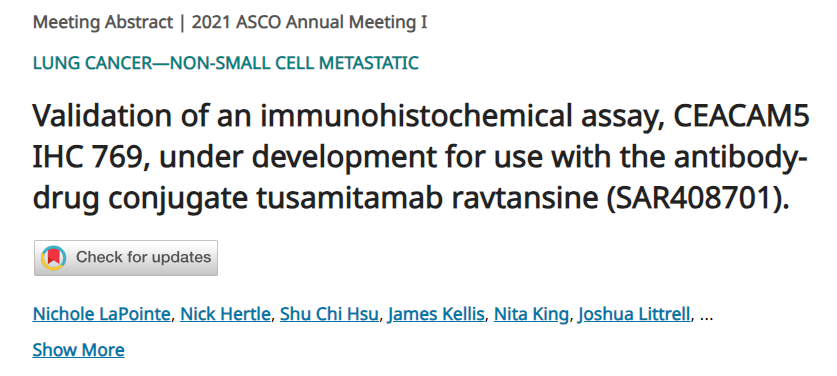 Meeting Abstract | 2021 ASCO Annual Meeting I
LUNG CANCER—NON-SMALL CELL METASTATIC
Validation of an immunohistochemical assay, CEACAM5
IHC 769, under development for use with the antibody-
drug conjugate tusamitamab ravtansine (SAR408701).
Check for updates
Nichole LaPointe, Nick Hertle, Shu Chi Hsu, James Kellis, Nita King, Joshua Littrell, ...
Show More